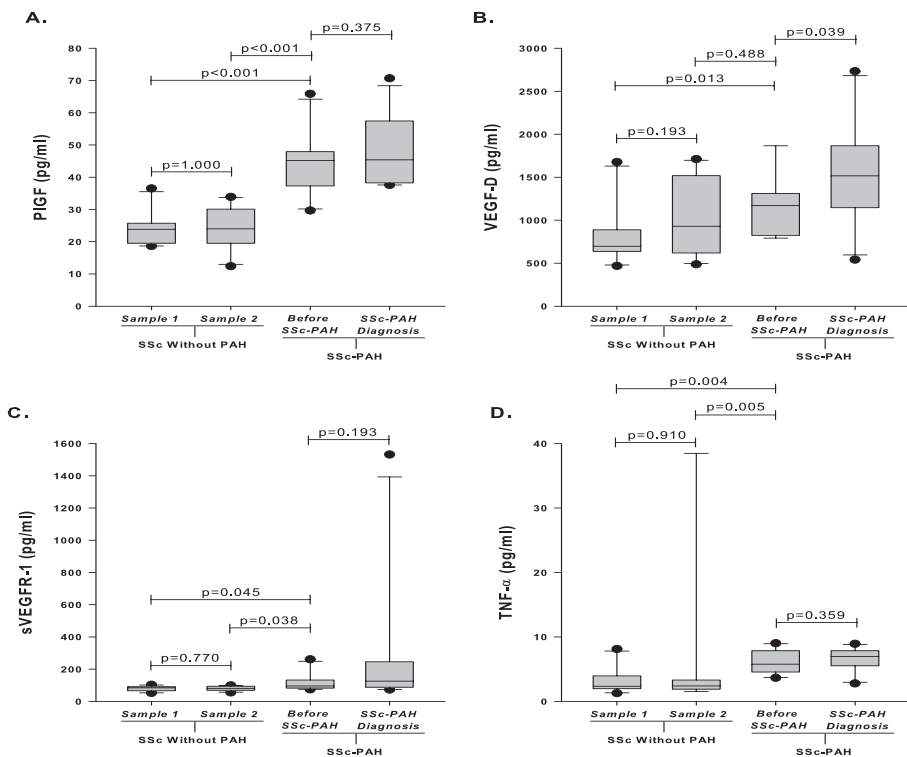 A.
p=0.375
p<0.001
p<0.001
p=1.000
PlGF (pg/ml)
80
70
60
50
40
30
20
10
0
Sample 1
Sample 2
Before
SSc-PAH
SSc-PAH
Diagnosis
SSc Without PAH
SSc-PAH
B.
p=0.039
p=0.488
p=0.013
p=0.193
VEGF-D (pg/ml)
3000
2500
2000
1500
1000
500
0
Sample 1
Sample 2
Before
SSc-PAH
SSc-PAH
Diagnosis
SSc Without PAH
SSc-PAH
C.
p=0.193
p=0.045
p=0.038
p=0.770
sVEGFR-1 (pg/ml)
1600
1400
1200
1000
800
600
400
200
0
Sample 1
Sample 2
Before
SSc-PAH
SSc-PAH
Diagnosis
SSc Without PAH
SSc-PAH
D.
p=0.004
p=0.005
p=0.910
p=0.359
TNF-α (pg/ml)
40
30
20
10
0
Sample 1
Sample 2
Before
SSc-PAH
SSc-PAH
Diagnosis
SSc Without PAH
SSc-PAH